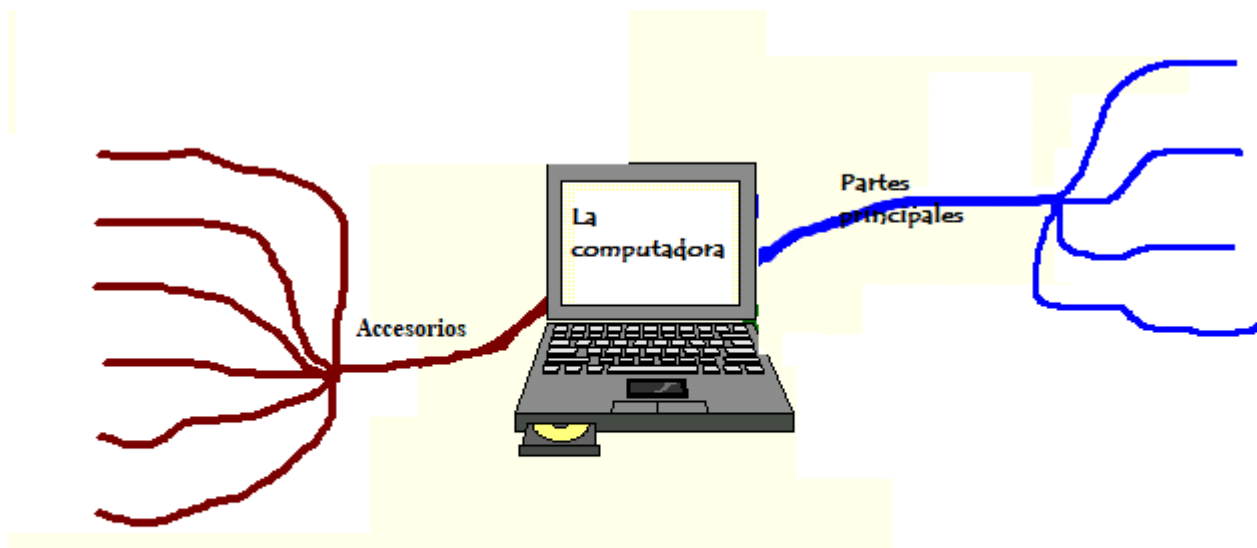 La
computadora
Partes
principales
Accesorios